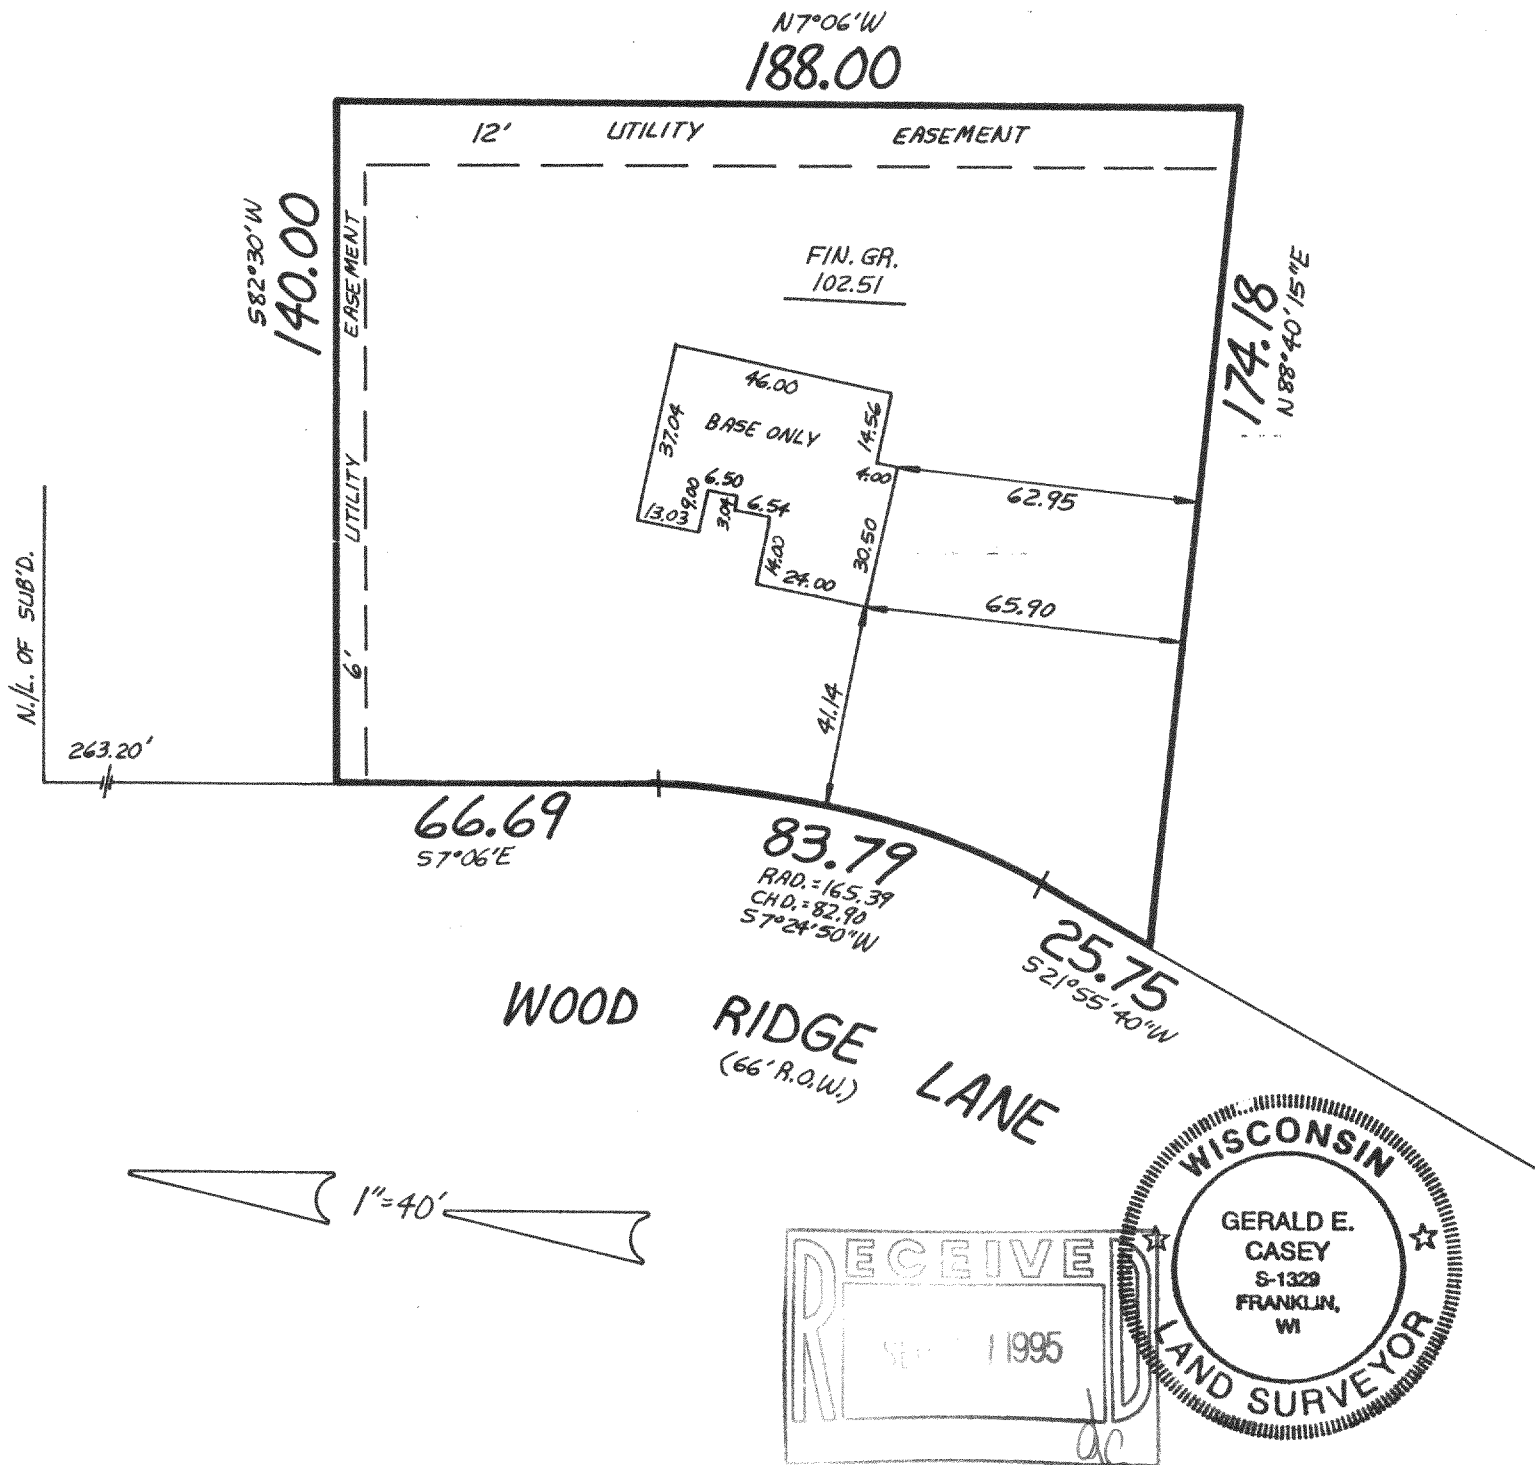 N7°06'W
188.00
12' UTILITY EASEMENT
S82°30'W
140.00
6' UTILITY EASEMENT
FIN. GR.
102.51
174.18
N88°40'15"E
46.00
37.04
BASE ONLY
14.56
4.00
6.50
9.00
3.04
6.54
13.03
14.00
24.00
30.50
62.95
65.90
41.14
N./L. OF SUB'D.
263.20'
66.69
S7°06'E
83.79
RAD.=165.39
CHD.=82.90
S7°24'50"W
25.75
S21°55'40"W
WOOD RIDGE LANE
(66' R.O.W.)
1"=40'
RECEIVED
1 1995
WISCONSIN
GERALD E.
CASEY
S-1329
FRANKLIN,
WI
LAND SURVEYOR